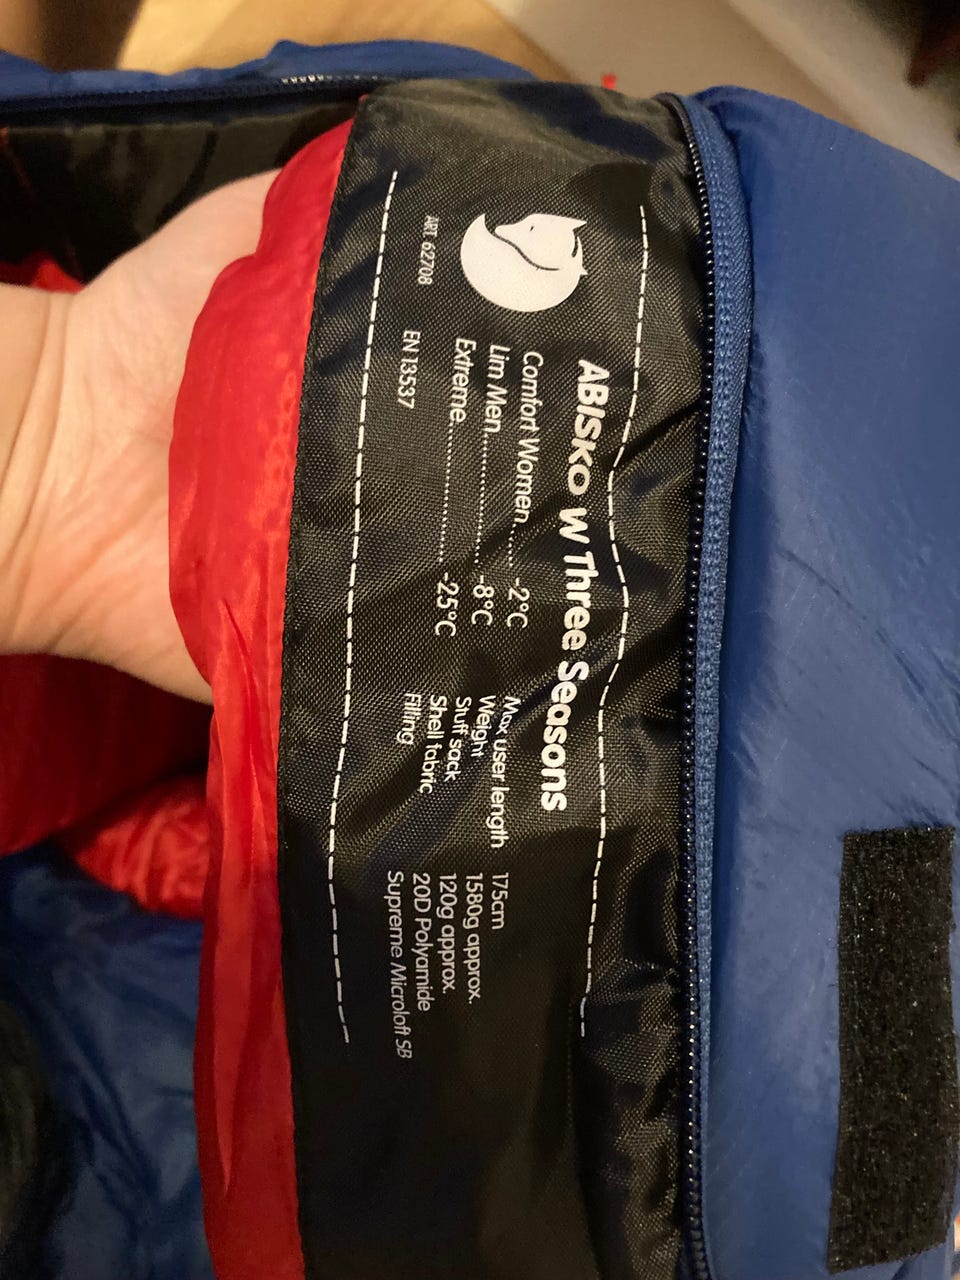 ABISKO W Three Seasons
Comfort Women....... -2°C
Lim Men..................... -8°C
Extreme...................... -25°C
EN 13537
Max user length 175cm
Weight 1580g approx.
Stuff sack 120g approx.
Shell fabric 20D Polyamide
Filling Supreme Microloft SB
ART 62708